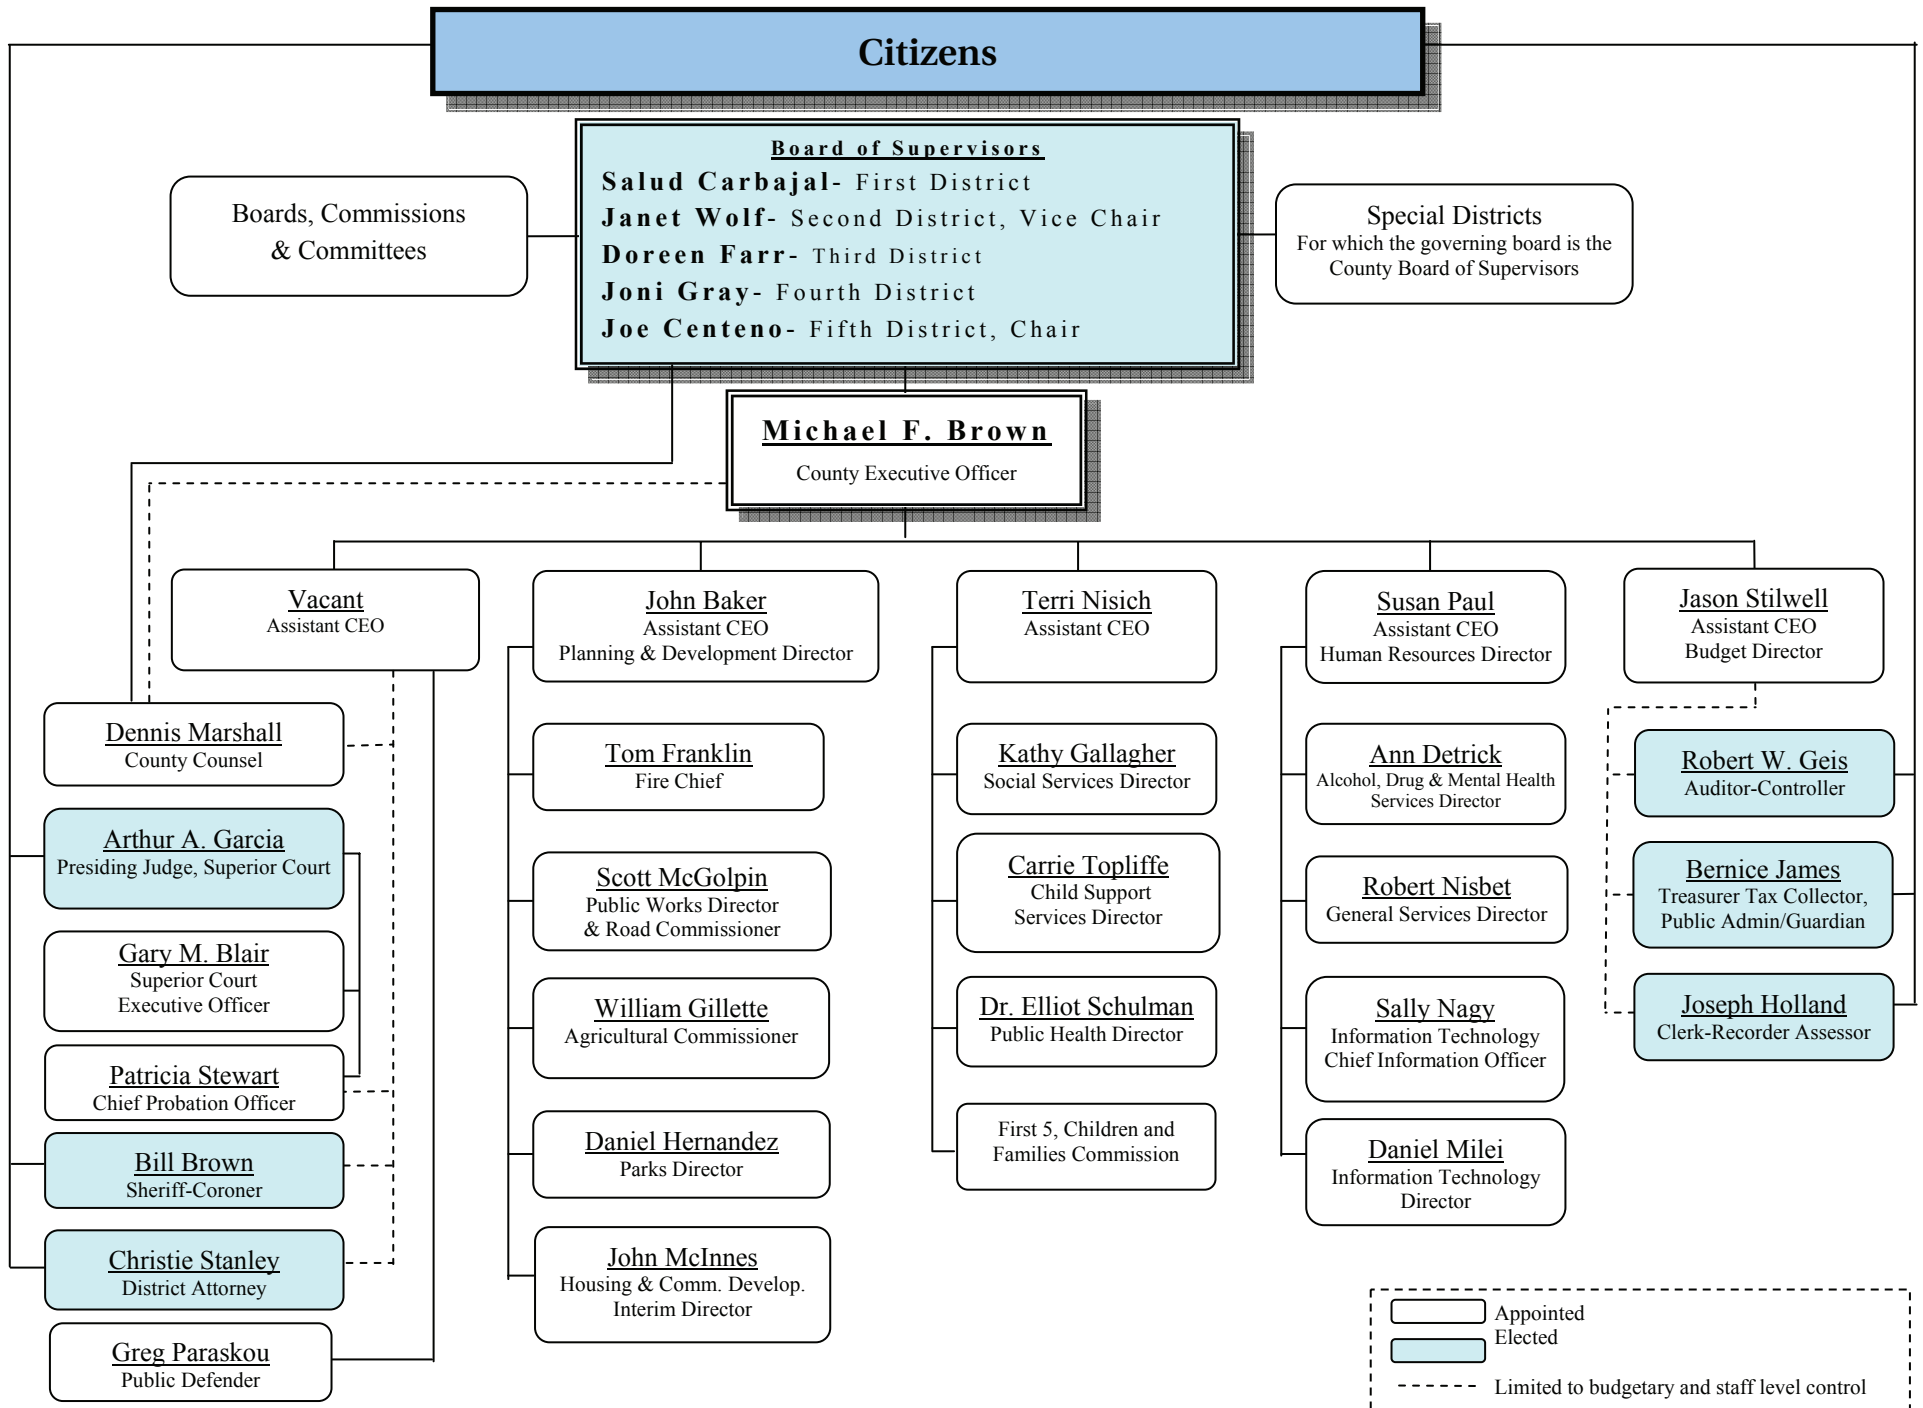 Citizens
Board of Supervisors
Salud Carbajal- First District
Janet Wolf- Second District, Vice Chair
Doreen Farr- Third District
Joni Gray- Fourth District
Joe Centeno- Fifth District, Chair
Boards, Commissions
& Committees
Special Districts
For which the governing board is the
County Board of Supervisors
Michael F. Brown
County Executive Officer
Vacant
Assistant CEO
Dennis Marshall
County Counsel
Arthur A. Garcia
Presiding Judge, Superior Court
Gary M. Blair
Superior Court
Executive Officer
Patricia Stewart
Chief Probation Officer
Bill Brown
Sheriff-Coroner
Christie Stanley
District Attorney
Greg Paraskou
Public Defender
John Baker
Assistant CEO
Planning & Development Director
Tom Franklin
Fire Chief
Scott McGolpin
Public Works Director
& Road Commissioner
William Gillette
Agricultural Commissioner
Daniel Hernandez
Parks Director
John McInnes
Housing & Comm. Develop.
Interim Director
Terri Nisich
Assistant CEO
Kathy Gallagher
Social Services Director
Carrie Topliffe
Child Support
Services Director
Dr. Elliot Schulman
Public Health Director
First 5, Children and
Families Commission
Susan Paul
Assistant CEO
Human Resources Director
Ann Detrick
Alcohol, Drug & Mental Health
Services Director
Robert Nisbet
General Services Director
Sally Nagy
Information Technology
Chief Information Officer
Daniel Milei
Information Technology
Director
Jason Stilwell
Assistant CEO
Budget Director
Robert W. Geis
Auditor-Controller
Bernice James
Treasurer Tax Collector,
Public Admin/Guardian
Joseph Holland
Clerk-Recorder Assessor
Appointed
Elected
Limited to budgetary and staff level control